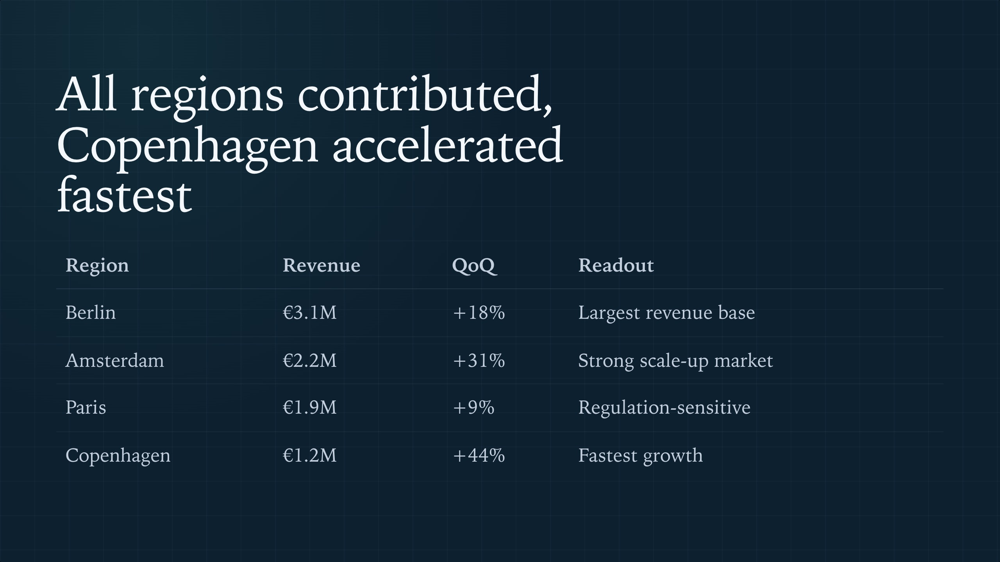 All regions contributed,
Copenhagen accelerated
fastest
Region Revenue QoQ Readout
Berlin €3.1M +18% Largest revenue base
Amsterdam €2.2M +31% Strong scale-up market
Paris €1.9M +9% Regulation-sensitive
Copenhagen €1.2M +44% Fastest growth